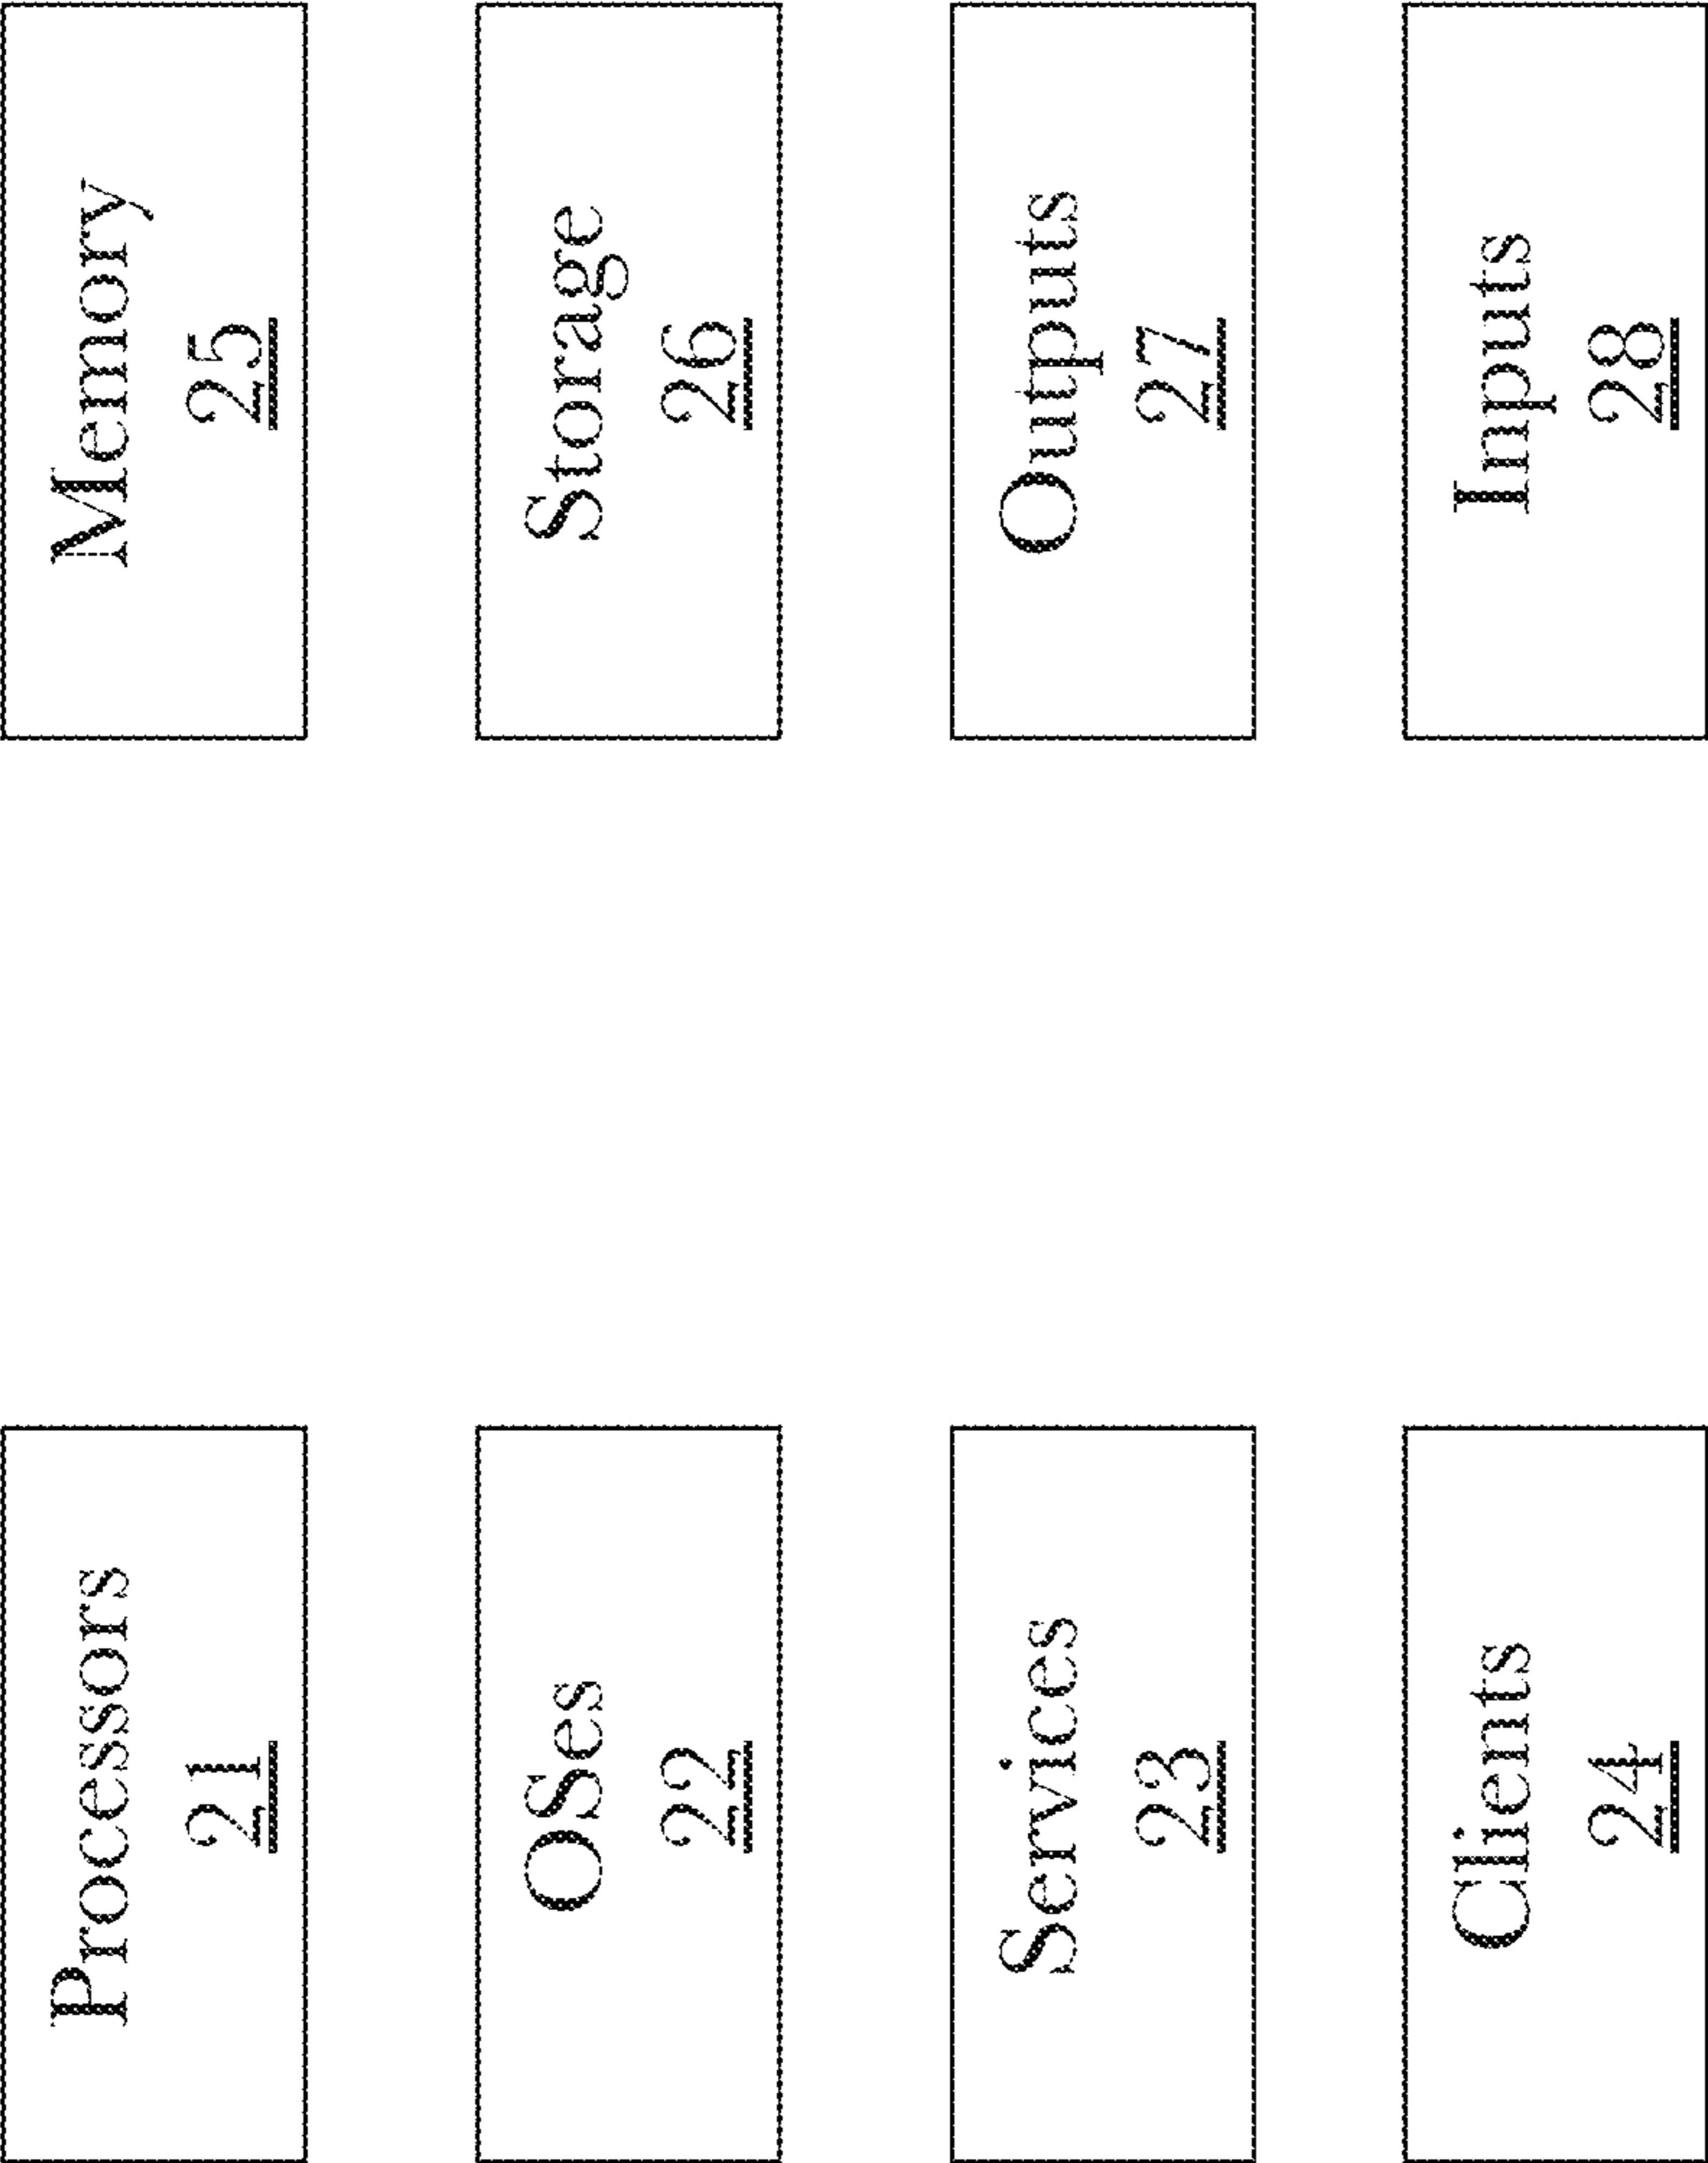 Processors
21
OSes
22
Services
23
Clients
24
Memory
25
Storage
26
Outputs
27
Inputs
28